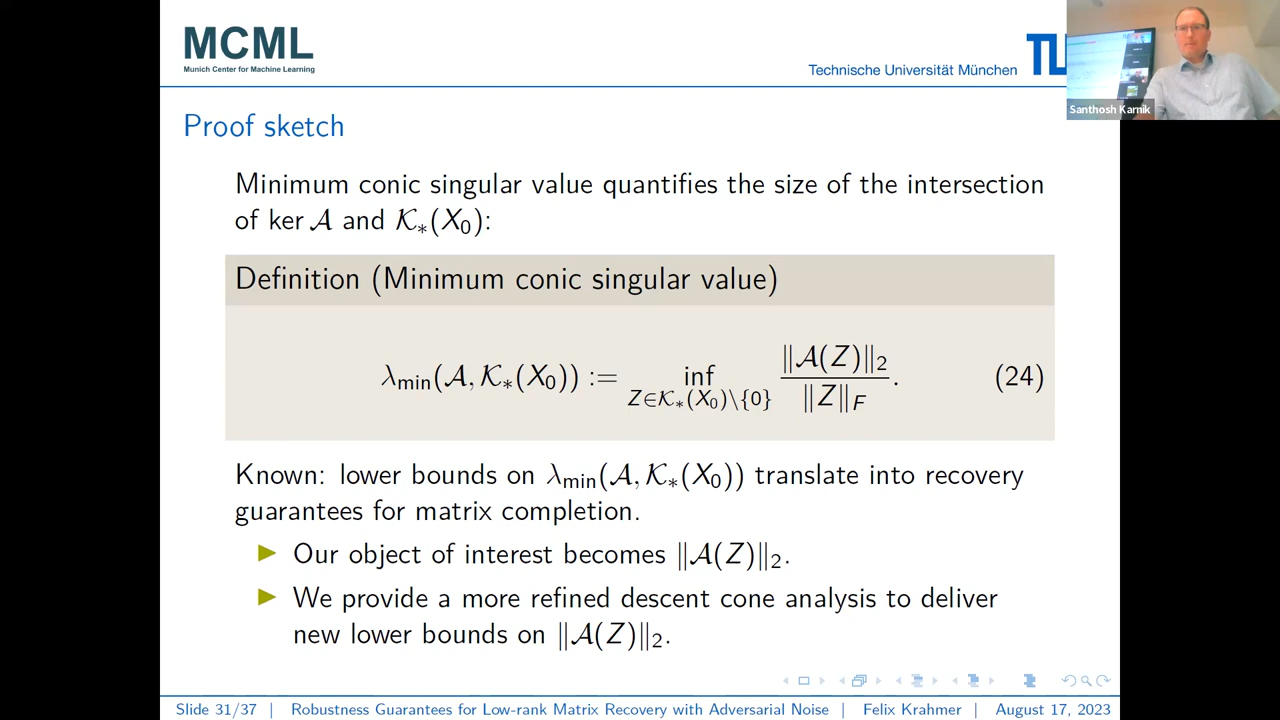 MCML
Munich Center for Machine Learning
Technische Universität München
TU
Santhosh Karnik
Proof sketch
Minimum conic singular value quantifies the size of the intersection
of ker 𝒜 and 𝒦∗(X₀):
Definition (Minimum conic singular value)
λ_min(𝒜, 𝒦∗(X₀)) := inf_{Z∈𝒦∗(X₀)\{0}} ‖𝒜(Z)‖₂ / ‖Z‖_F . (24)
Known: lower bounds on λ_min(𝒜, 𝒦∗(X₀)) translate into recovery
guarantees for matrix completion.
▶ Our object of interest becomes ‖𝒜(Z)‖₂.
▶ We provide a more refined descent cone analysis to deliver
new lower bounds on ‖𝒜(Z)‖₂.
Slide 31/37 | Robustness Guarantees for Low-rank Matrix Recovery with Adversarial Noise | Felix Krahmer | August 17, 2023